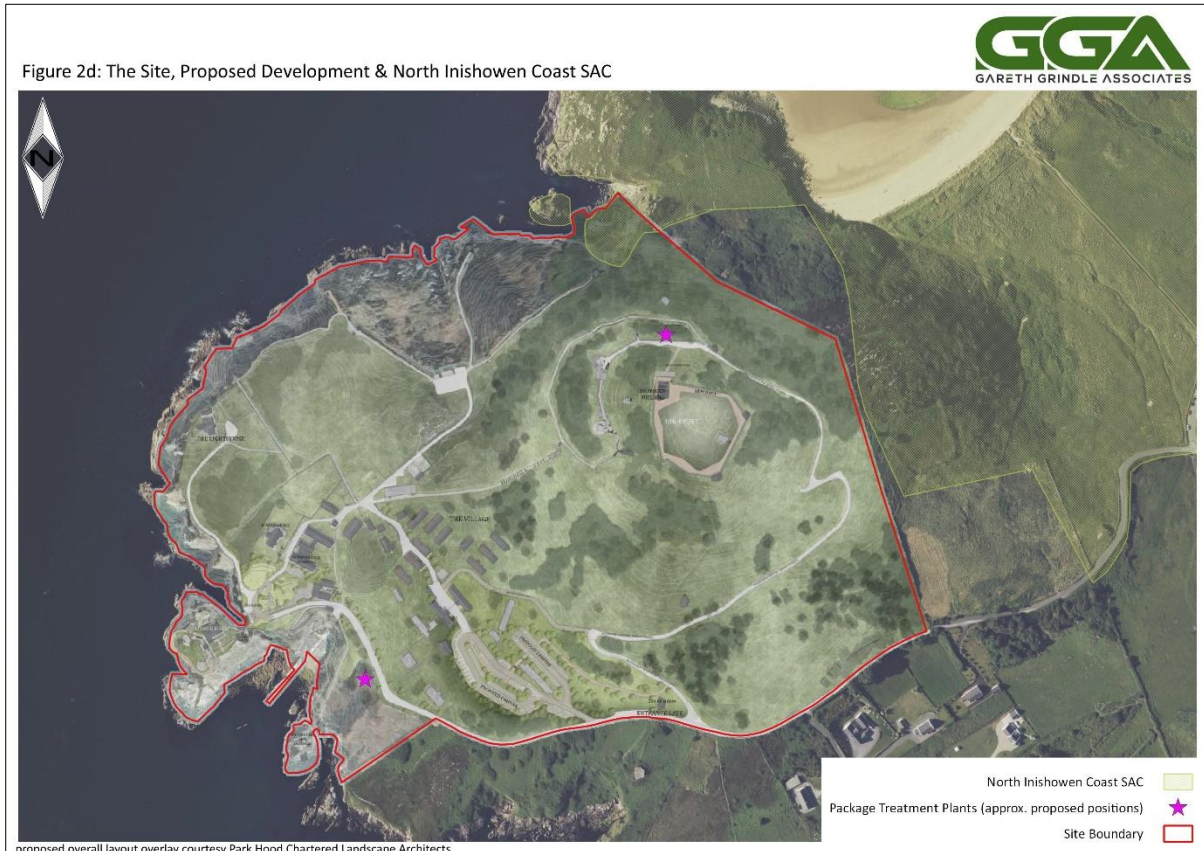 Figure 2d: The Site, Proposed Development & North Inishowen Coast SAC
GGA
GARETH GRINDLE ASSOCIATES
N
THE LIGHTHOUSE
THE VILLAGE
ENTRANCE GATE
North Inishowen Coast SAC
Package Treatment Plants (approx. proposed positions)
Site Boundary
proposed overall layout overlay courtesy Park Hood Chartered Landscape Architects